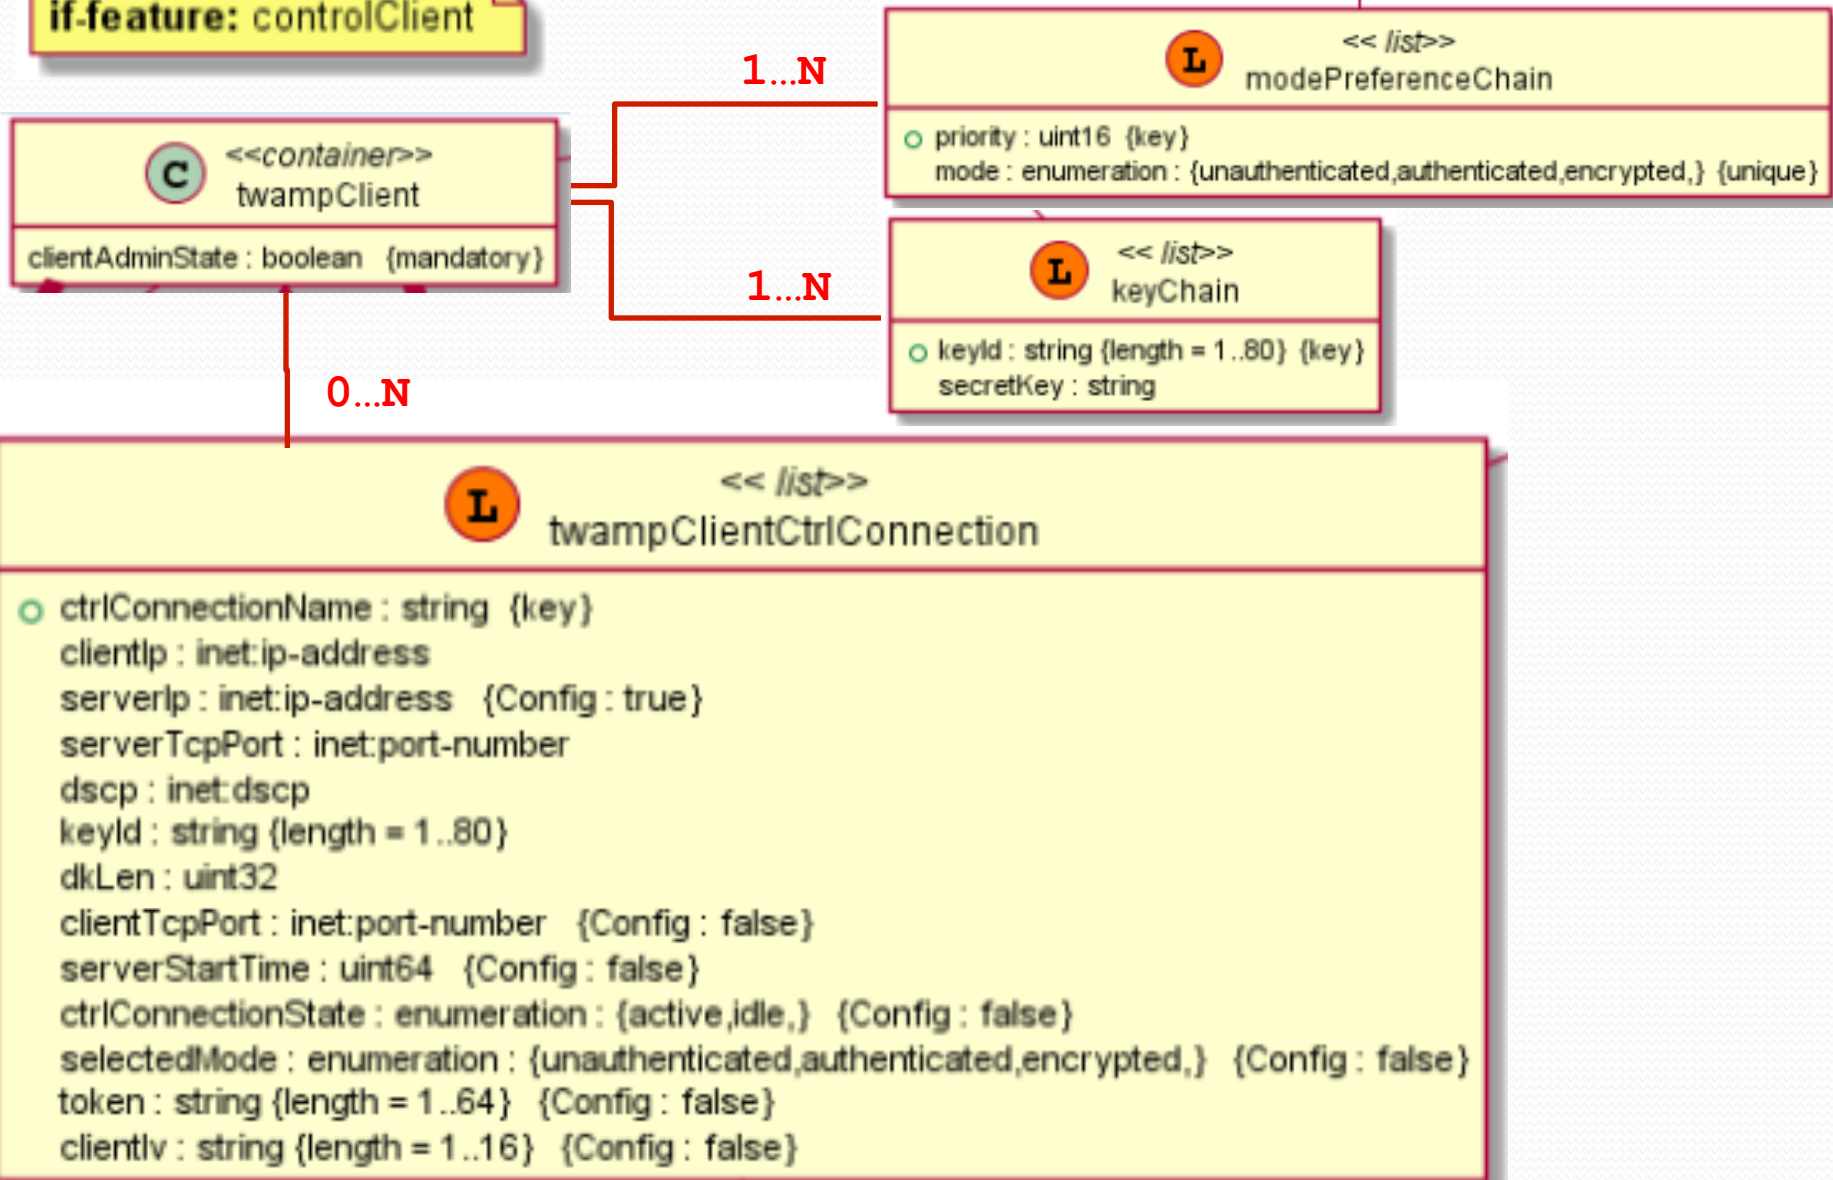 if-feature: controlClient
1...N
L
<< list>>
modePreferenceChain
priority : uint16 {key}
mode : enumeration : {unauthenticated,authenticated,encrypted,} {unique}
C
<<container>>
twampClient
clientAdminState : boolean {mandatory}
1...N
L
<< list>>
keyChain
keyId : string {length = 1..80} {key}
secretKey : string
0...N
L
<< list>>
twampClientCtrlConnection
ctrlConnectionName : string {key}
clientIp : inet:ip-address
serverIp : inet:ip-address {Config : true}
serverTcpPort : inet:port-number
dscp : inet:dscp
keyId : string {length = 1..80}
dkLen : uint32
clientTcpPort : inet:port-number {Config : false}
serverStartTime : uint64 {Config : false}
ctrlConnectionState : enumeration : {active,idle,} {Config : false}
selectedMode : enumeration : {unauthenticated,authenticated,encrypted,} {Config : false}
token : string {length = 1..64} {Config : false}
clientIv : string {length = 1..16} {Config : false}